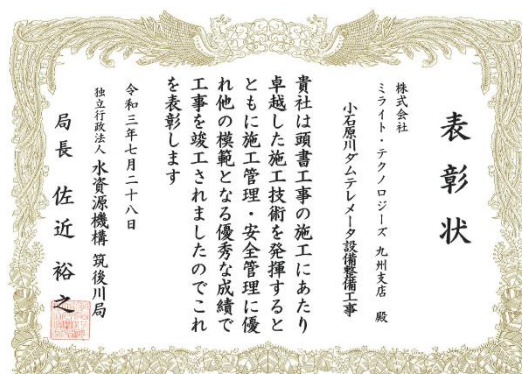 表彰状
株式会社
ミライト・テクノロジーズ 九州支店 殿
小石原川ダムテレメータ設備整備工事
貴社は頭書工事の施工にあたり
卓越した施工技術を発揮すると
ともに施工管理・安全管理に優
れ他の模範となる優秀な成績で
工事を竣工されましたのでこれ
を表彰します
令和三年七月二十八日
独立行政法人 水資源機構 筑後川局
局長 佐近裕之